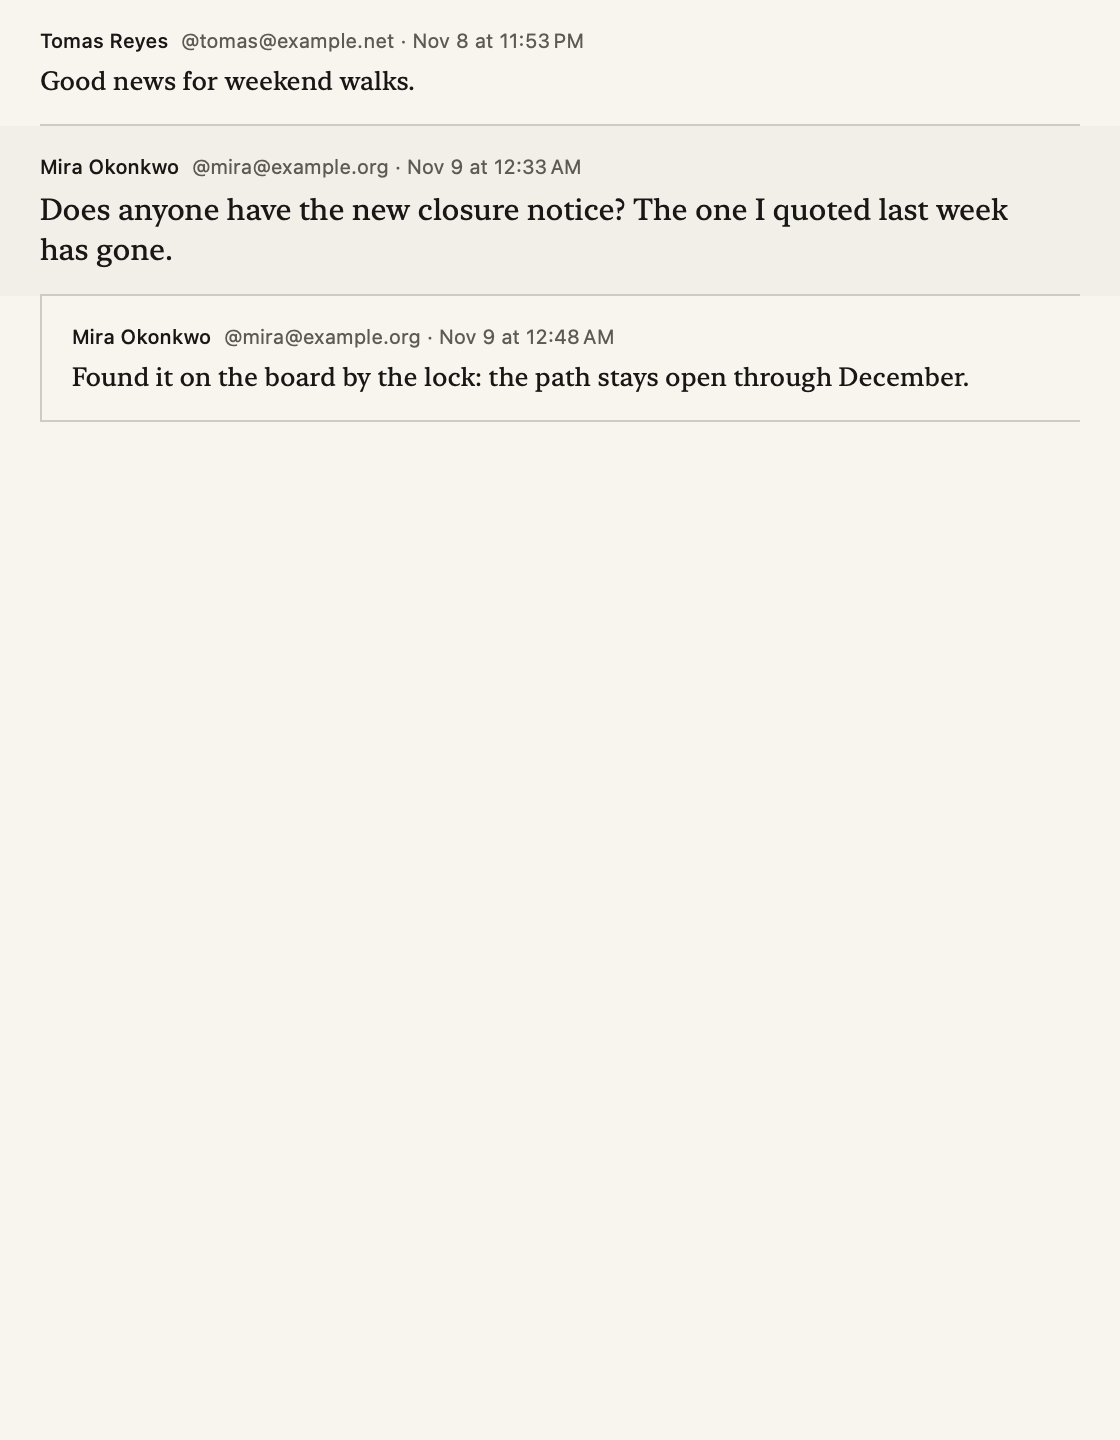 Tomas Reyes @tomas@example.net · Nov 8 at 11:53 PM
Good news for weekend walks.
Mira Okonkwo @mira@example.org · Nov 9 at 12:33 AM
Does anyone have the new closure notice? The one I quoted last week
has gone.
Mira Okonkwo @mira@example.org · Nov 9 at 12:48 AM
Found it on the board by the lock: the path stays open through December.